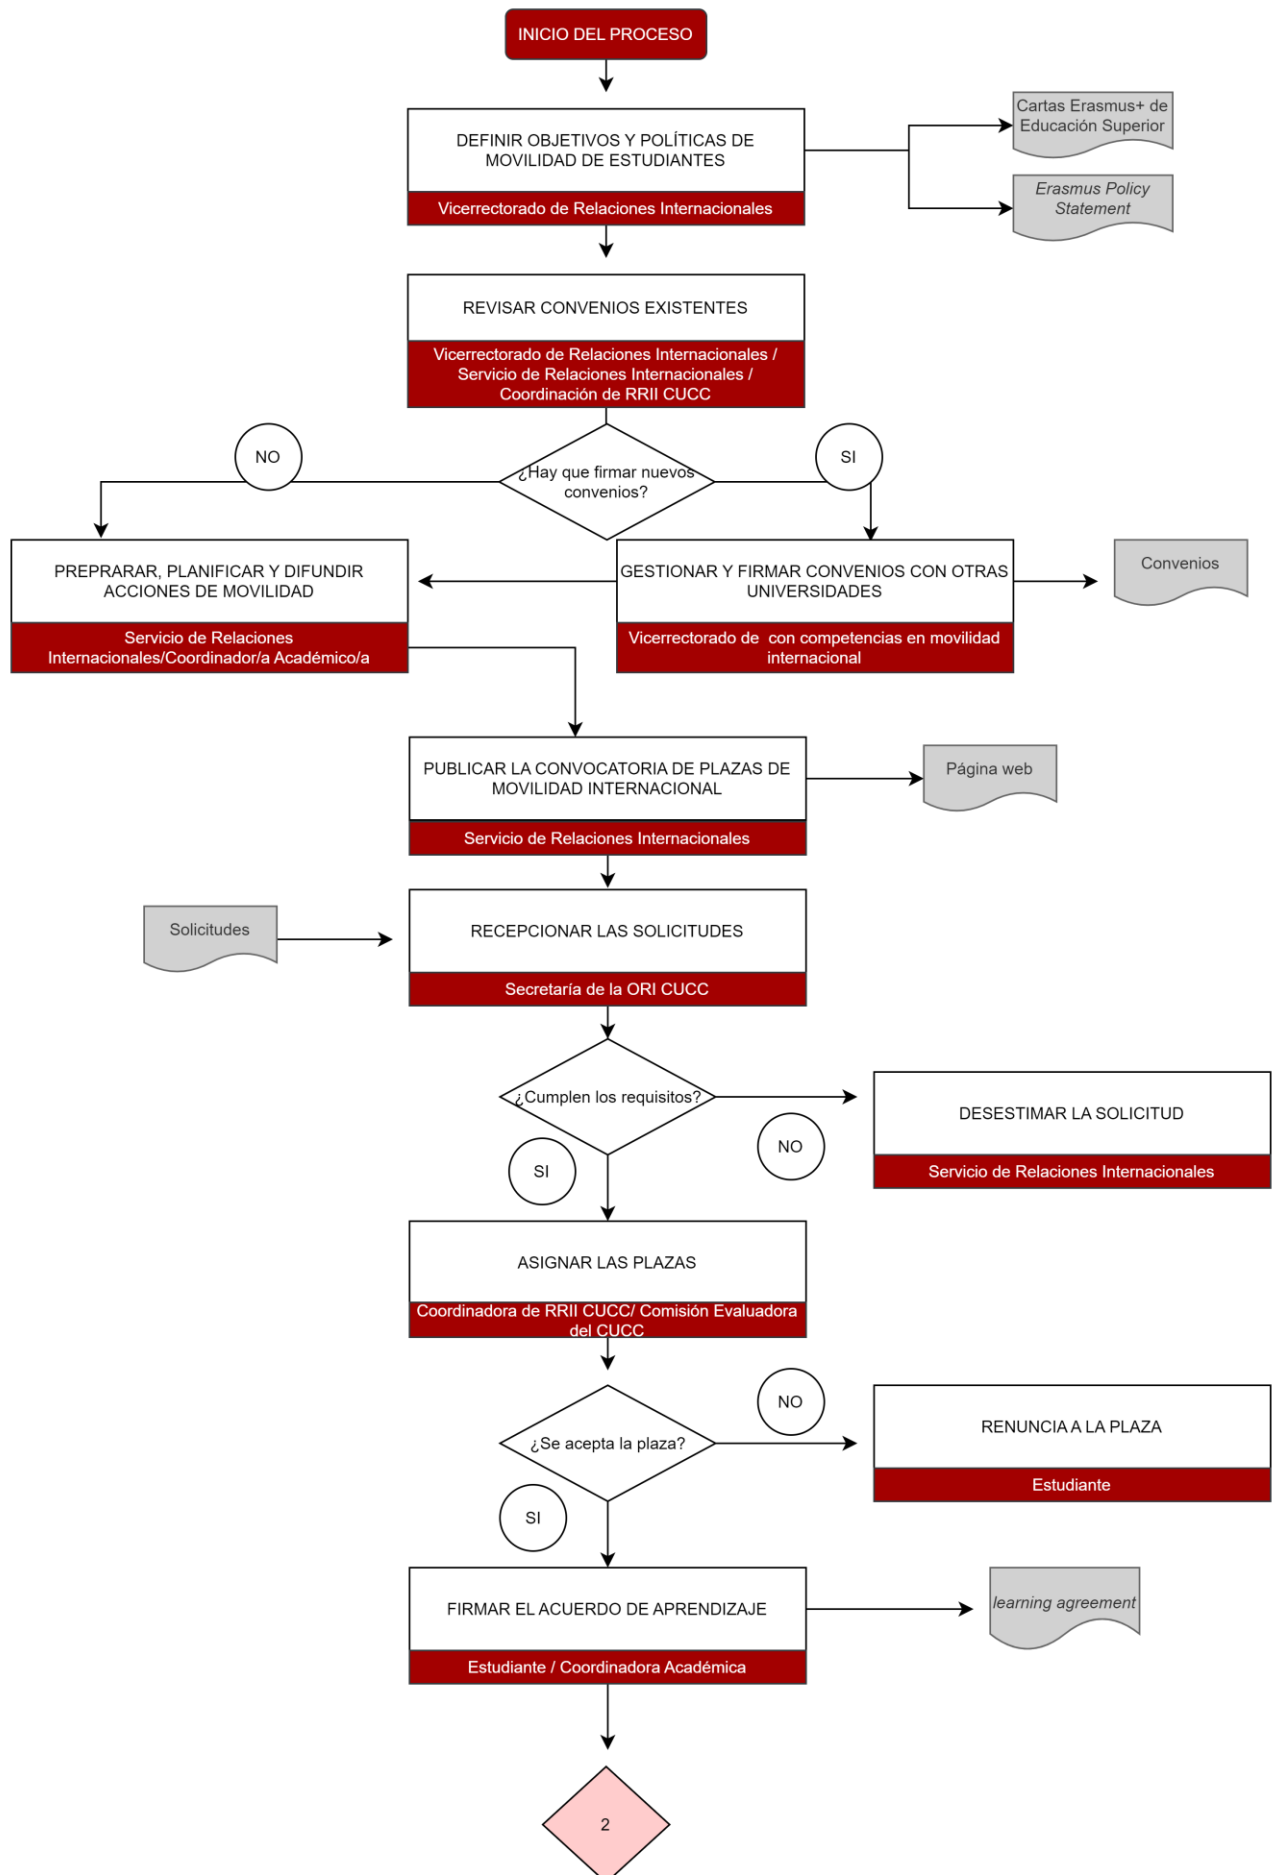 INICIO DEL PROCESO
DEFINIR OBJETIVOS Y POLÍTICAS DE
MOVILIDAD DE ESTUDIANTES
Vicerrectorado de Relaciones Internacionales
Cartas Erasmus+ de
Educación Superior
Erasmus Policy
Statement
REVISAR CONVENIOS EXISTENTES
Vicerrectorado de Relaciones Internacionales /
Servicio de Relaciones Internacionales /
Coordinación de RRII CUCC
NO
¿Hay que firmar nuevos
convenios?
SI
PREPRARAR, PLANIFICAR Y DIFUNDIR
ACCIONES DE MOVILIDAD
Servicio de Relaciones
Internacionales/Coordinador/a Académico/a
GESTIONAR Y FIRMAR CONVENIOS CON OTRAS
UNIVERSIDADES
Vicerrectorado de  con competencias en movilidad
internacional
Convenios
PUBLICAR LA CONVOCATORIA DE PLAZAS DE
MOVILIDAD INTERNACIONAL
Servicio de Relaciones Internacionales
Página web
Solicitudes
RECEPCIONAR LAS SOLICITUDES
Secretaría de la ORI CUCC
¿Cumplen los requisitos?
SI
NO
DESESTIMAR LA SOLICITUD
Servicio de Relaciones Internacionales
ASIGNAR LAS PLAZAS
Coordinadora de RRII CUCC/ Comisión Evaluadora
del CUCC
¿Se acepta la plaza?
NO
RENUNCIA A LA PLAZA
Estudiante
SI
FIRMAR EL ACUERDO DE APRENDIZAJE
Estudiante / Coordinadora Académica
learning agreement
2